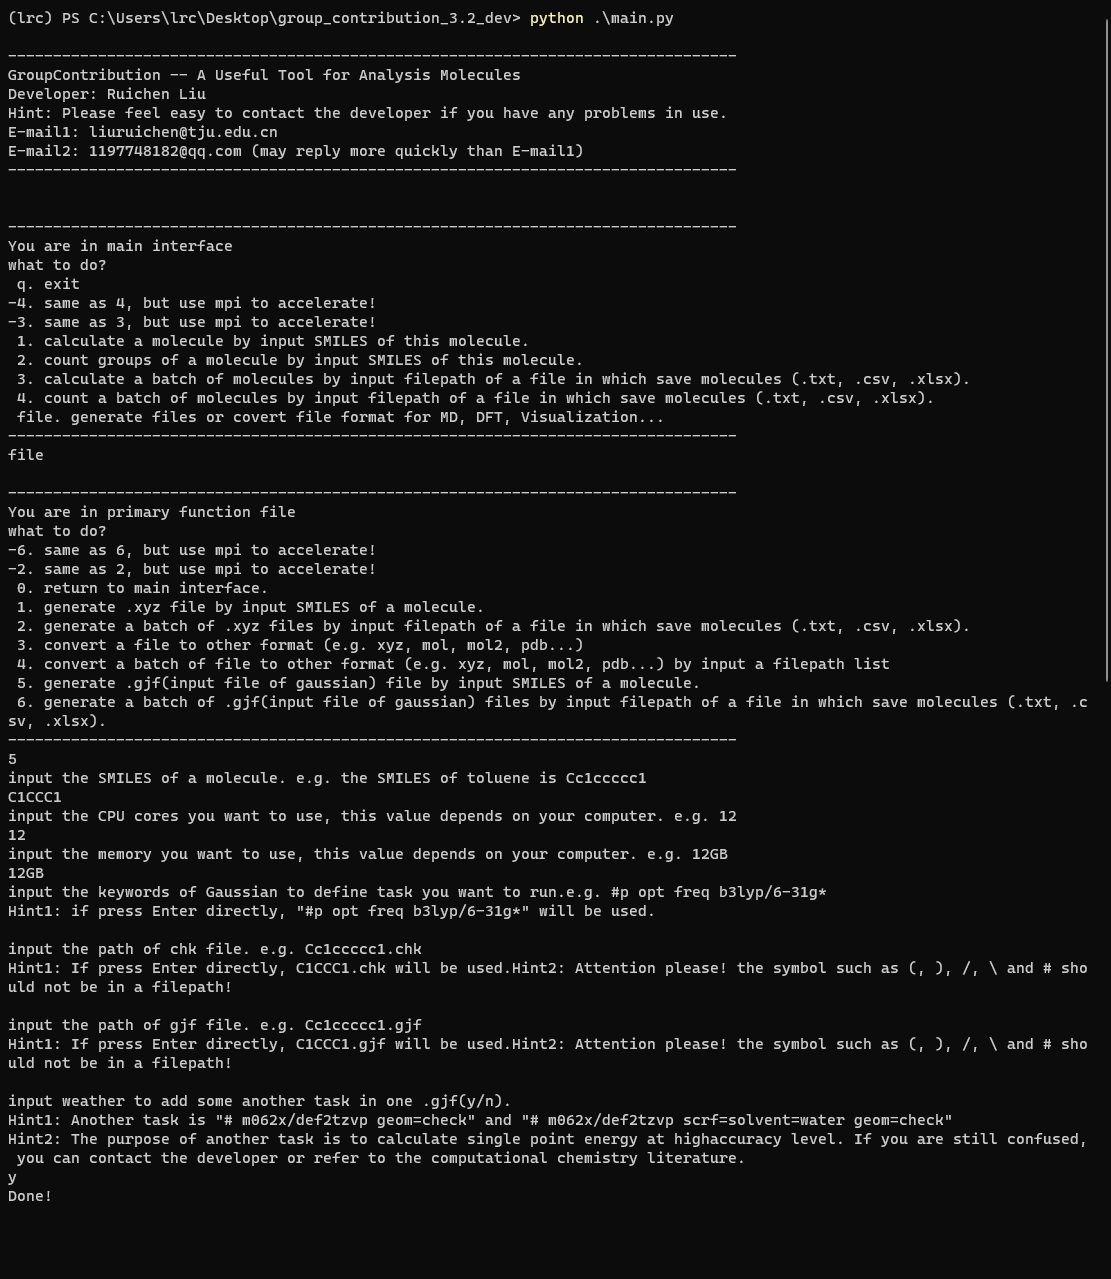 (lrc) PS C:\Users\lrc\Desktop\group_contribution_3.2_dev> python .\main.py
---------------------------------------------------------------------------------
GroupContribution -- A Useful Tool for Analysis Molecules
Developer: Ruichen Liu
Hint: Please feel easy to contact the developer if you have any problems in use.
E-mail1: liuruichen@tju.edu.cn
E-mail2: 1197748182@qq.com (may reply more quickly than E-mail1)
---------------------------------------------------------------------------------
---------------------------------------------------------------------------------
You are in main interface
what to do?
 q. exit
-4. same as 4, but use mpi to accelerate!
-3. same as 3, but use mpi to accelerate!
 1. calculate a molecule by input SMILES of this molecule.
 2. count groups of a molecule by input SMILES of this molecule.
 3. calculate a batch of molecules by input filepath of a file in which save molecules (.txt, .csv, .xlsx).
 4. count a batch of molecules by input filepath of a file in which save molecules (.txt, .csv, .xlsx).
 file. generate files or covert file format for MD, DFT, Visualization...
---------------------------------------------------------------------------------
file
---------------------------------------------------------------------------------
You are in primary function file
what to do?
-6. same as 6, but use mpi to accelerate!
-2. same as 2, but use mpi to accelerate!
 0. return to main interface.
 1. generate .xyz file by input SMILES of a molecule.
 2. generate a batch of .xyz files by input filepath of a file in which save molecules (.txt, .csv, .xlsx).
 3. convert a file to other format (e.g. xyz, mol, mol2, pdb...)
 4. convert a batch of file to other format (e.g. xyz, mol, mol2, pdb...) by input a filepath list
 5. generate .gjf(input file of gaussian) file by input SMILES of a molecule.
 6. generate a batch of .gjf(input file of gaussian) files by input filepath of a file in which save molecules (.txt, .c
sv, .xlsx).
---------------------------------------------------------------------------------
5
input the SMILES of a molecule. e.g. the SMILES of toluene is Cc1ccccc1
C1CCC1
input the CPU cores you want to use, this value depends on your computer. e.g. 12
12
input the memory you want to use, this value depends on your computer. e.g. 12GB
12GB
input the keywords of Gaussian to define task you want to run.e.g. #p opt freq b3lyp/6-31g*
Hint1: if press Enter directly, "#p opt freq b3lyp/6-31g*" will be used.
input the path of chk file. e.g. Cc1ccccc1.chk
Hint1: If press Enter directly, C1CCC1.chk will be used.Hint2: Attention please! the symbol such as (, ), /, \ and # sho
uld not be in a filepath!
input the path of gjf file. e.g. Cc1ccccc1.gjf
Hint1: If press Enter directly, C1CCC1.gjf will be used.Hint2: Attention please! the symbol such as (, ), /, \ and # sho
uld not be in a filepath!
input weather to add some another task in one .gjf(y/n).
Hint1: Another task is "# m062x/def2tzvp geom=check" and "# m062x/def2tzvp scrf=solvent=water geom=check"
Hint2: The purpose of another task is to calculate single point energy at highaccuracy level. If you are still confused,
 you can contact the developer or refer to the computational chemistry literature.
y
Done!